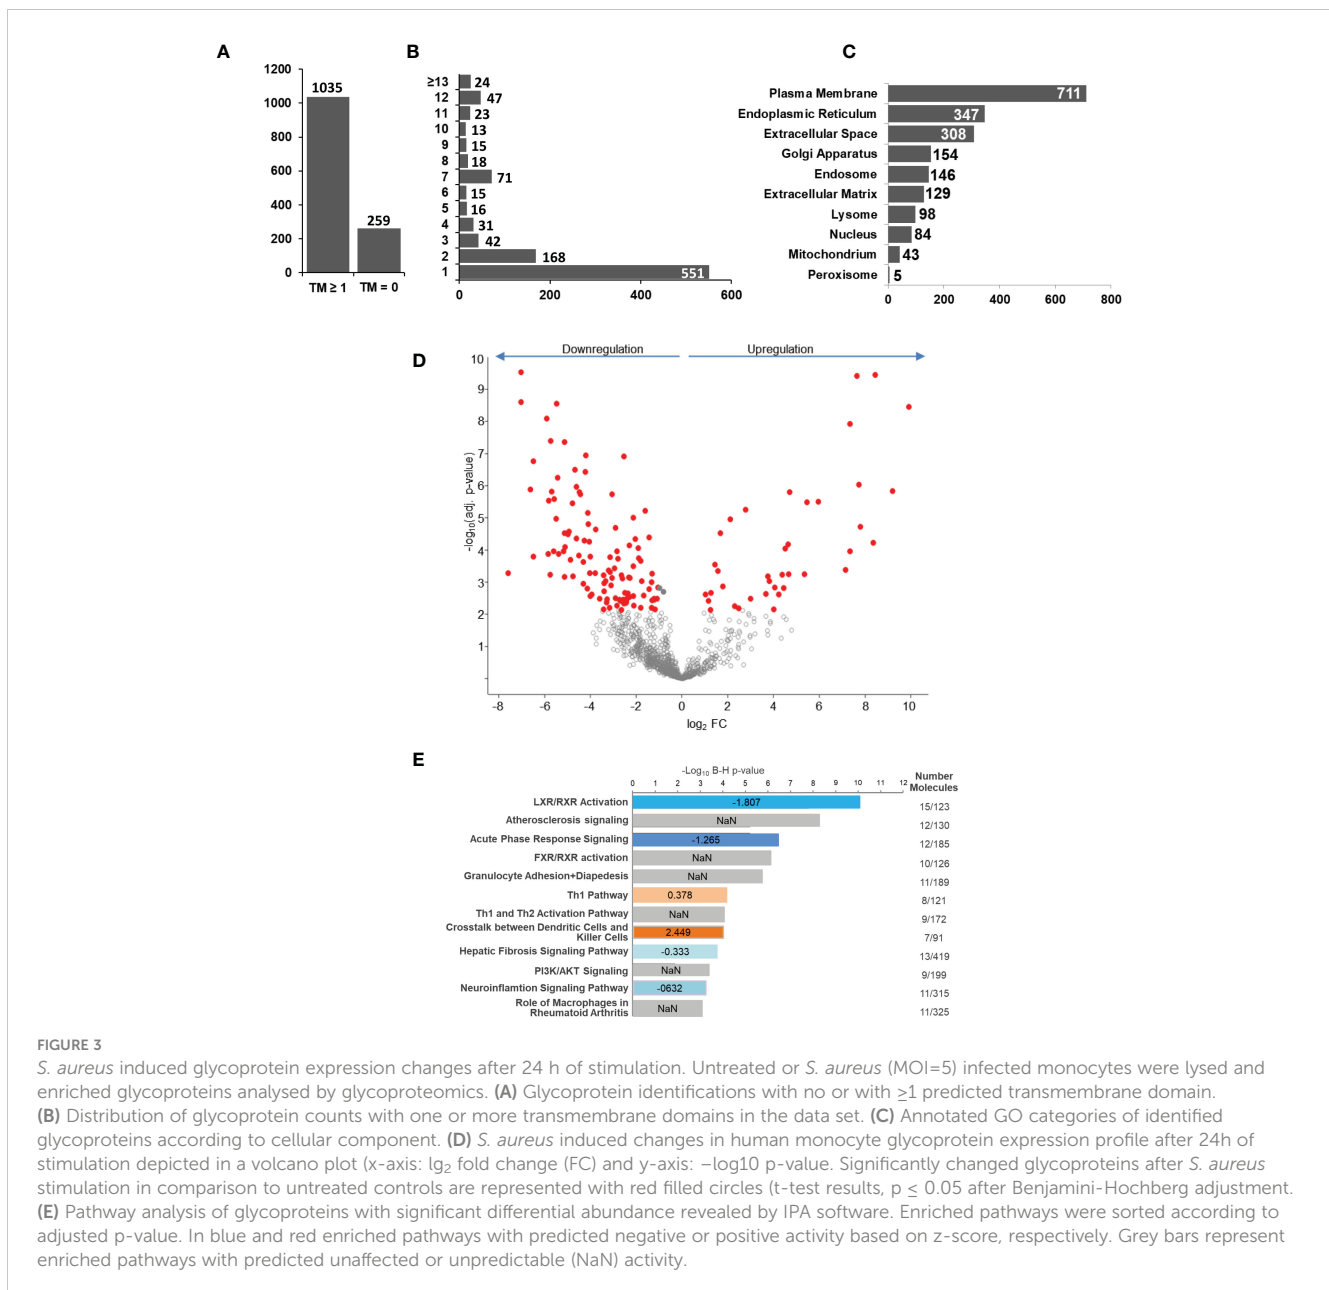 A
1200
1000
800
600
400
200
0
1035
259
TM ≥ 1 TM = 0
B
≥13 24
12 47
11 23
10 13
9 15
8 18
7 71
6 15
5 16
4 31
3 42
2 168
1 551
0 200 400 600
C
Plasma Membrane 711
Endoplasmic Reticulum 347
Extracellular Space 308
Golgi Apparatus 154
Endosome 146
Extracellular Matrix 129
Lysome 98
Nucleus 84
Mitochondrium 43
Peroxisome 5
0 200 400 600 800
D
Downregulation Upregulation
10
9
8
7
6
5
4
3
2
1
-log10(adj. p-value)
-8 -6 -4 -2 0 2 4 6 8 10
log2 FC
E
-Log10 B-H p-value
Number
Molecules
0 1 2 3 4 5 6 7 8 9 10 11 12
LXR/RXR Activation -1.807 15/123
Atherosclerosis signaling NaN 12/130
Acute Phase Response Signaling -1.265 12/185
FXR/RXR activation NaN 10/126
Granulocyte Adhesion+Diapedesis NaN 11/189
Th1 Pathway 0.378 8/121
Th1 and Th2 Activation Pathway NaN 9/172
Crosstalk between Dendritic Cells and
Killer Cells 2.449 7/91
Hepatic Fibrosis Signaling Pathway -0.333 13/419
PI3K/AKT Signaling NaN 9/199
Neuroinflamtion Signaling Pathway -0632 11/315
Role of Macrophages in
Rheumatoid Arthritis NaN 11/325
FIGURE 3
S. aureus induced glycoprotein expression changes after 24 h of stimulation. Untreated or S. aureus (MOI=5) infected monocytes were lysed and
enriched glycoproteins analysed by glycoproteomics. (A) Glycoprotein identifications with no or with ≥1 predicted transmembrane domain.
(B) Distribution of glycoprotein counts with one or more transmembrane domains in the data set. (C) Annotated GO categories of identified
glycoproteins according to cellular component. (D) S. aureus induced changes in human monocyte glycoprotein expression profile after 24h of
stimulation depicted in a volcano plot (x-axis: lg2 fold change (FC) and y-axis: −log10 p-value. Significantly changed glycoproteins after S. aureus
stimulation in comparison to untreated controls are represented with red filled circles (t-test results, p ≤ 0.05 after Benjamini-Hochberg adjustment.
(E) Pathway analysis of glycoproteins with significant differential abundance revealed by IPA software. Enriched pathways were sorted according to
adjusted p-value. In blue and red enriched pathways with predicted negative or positive activity based on z-score, respectively. Grey bars represent
enriched pathways with predicted unaffected or unpredictable (NaN) activity.